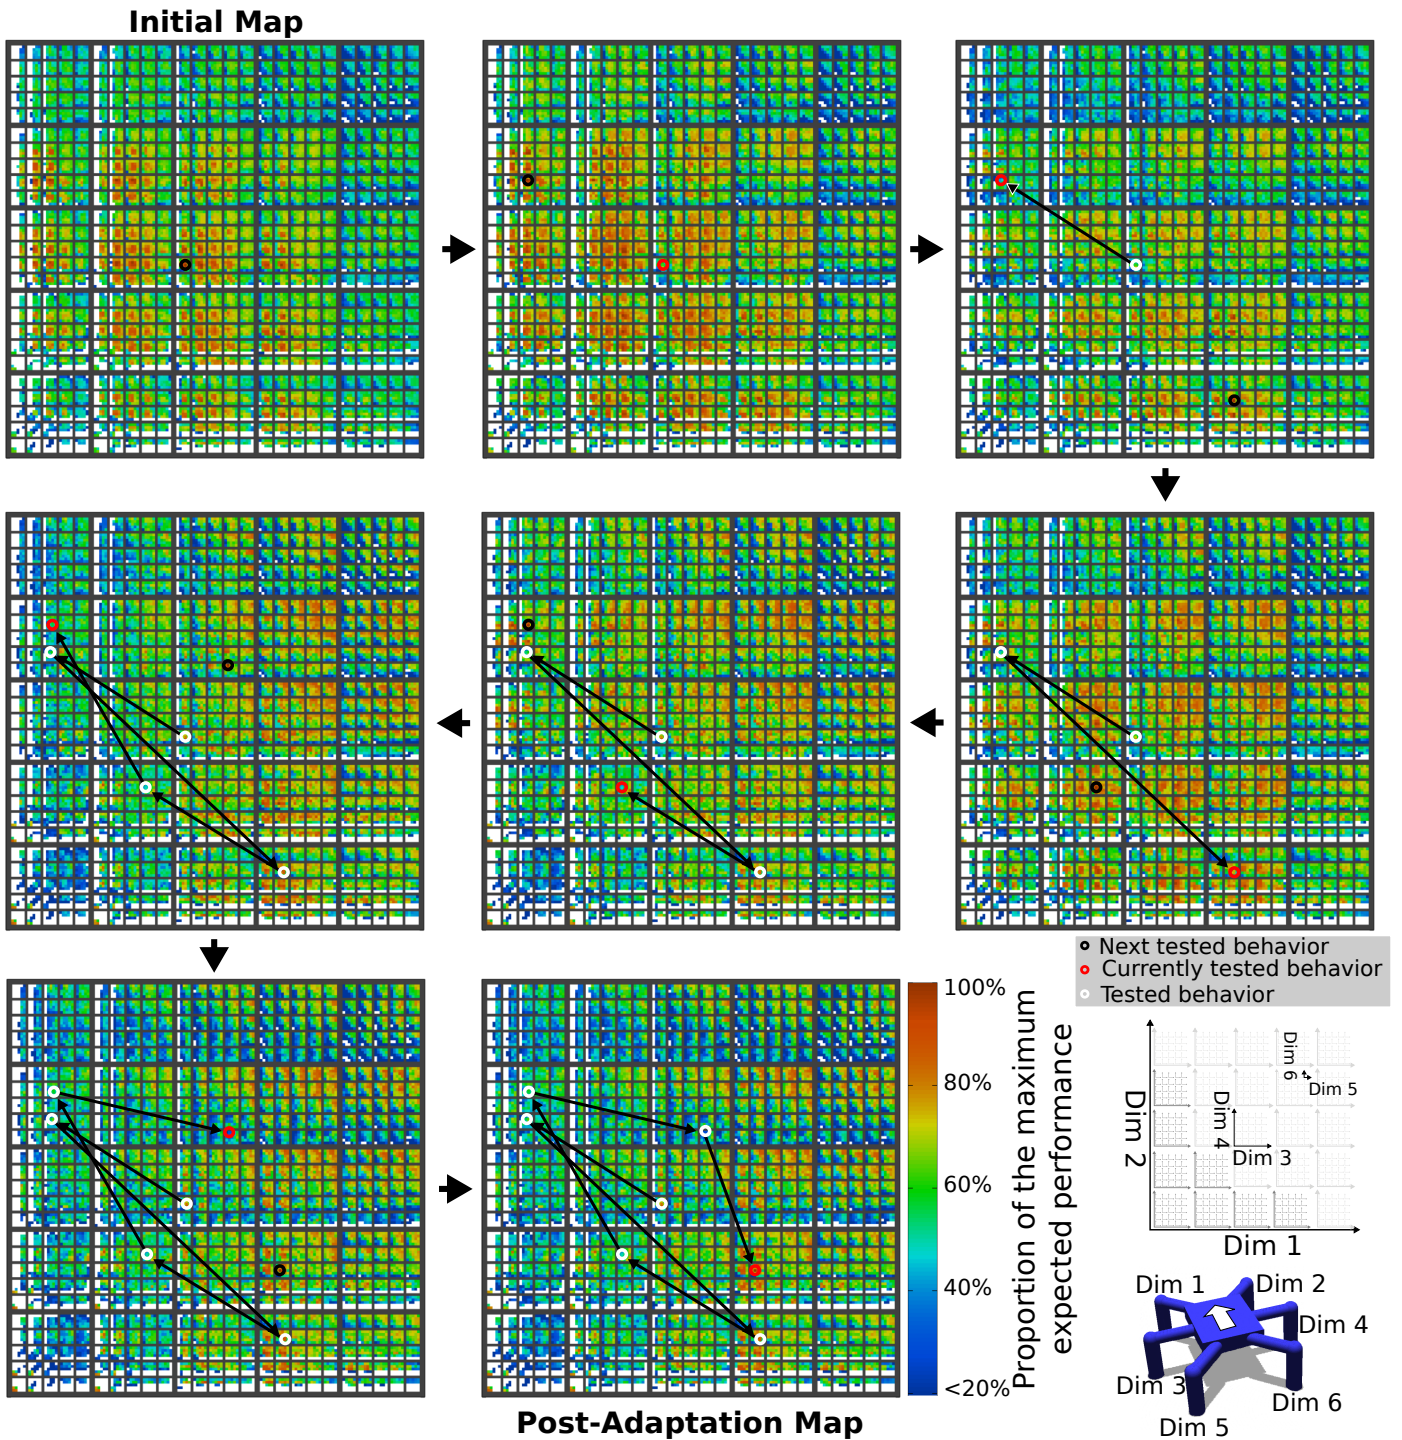 Initial Map
Next tested behavior
Currently tested behavior
Tested behavior
100%
80%
60%
40%
<20%
Proportion of the maximum
expected performance
Dim 2
Dim 4
Dim 3
Dim 6
Dim 5
Dim 1
Dim 1
Dim 2
Dim 4
Dim 3
Dim 6
Dim 5
Post-Adaptation Map